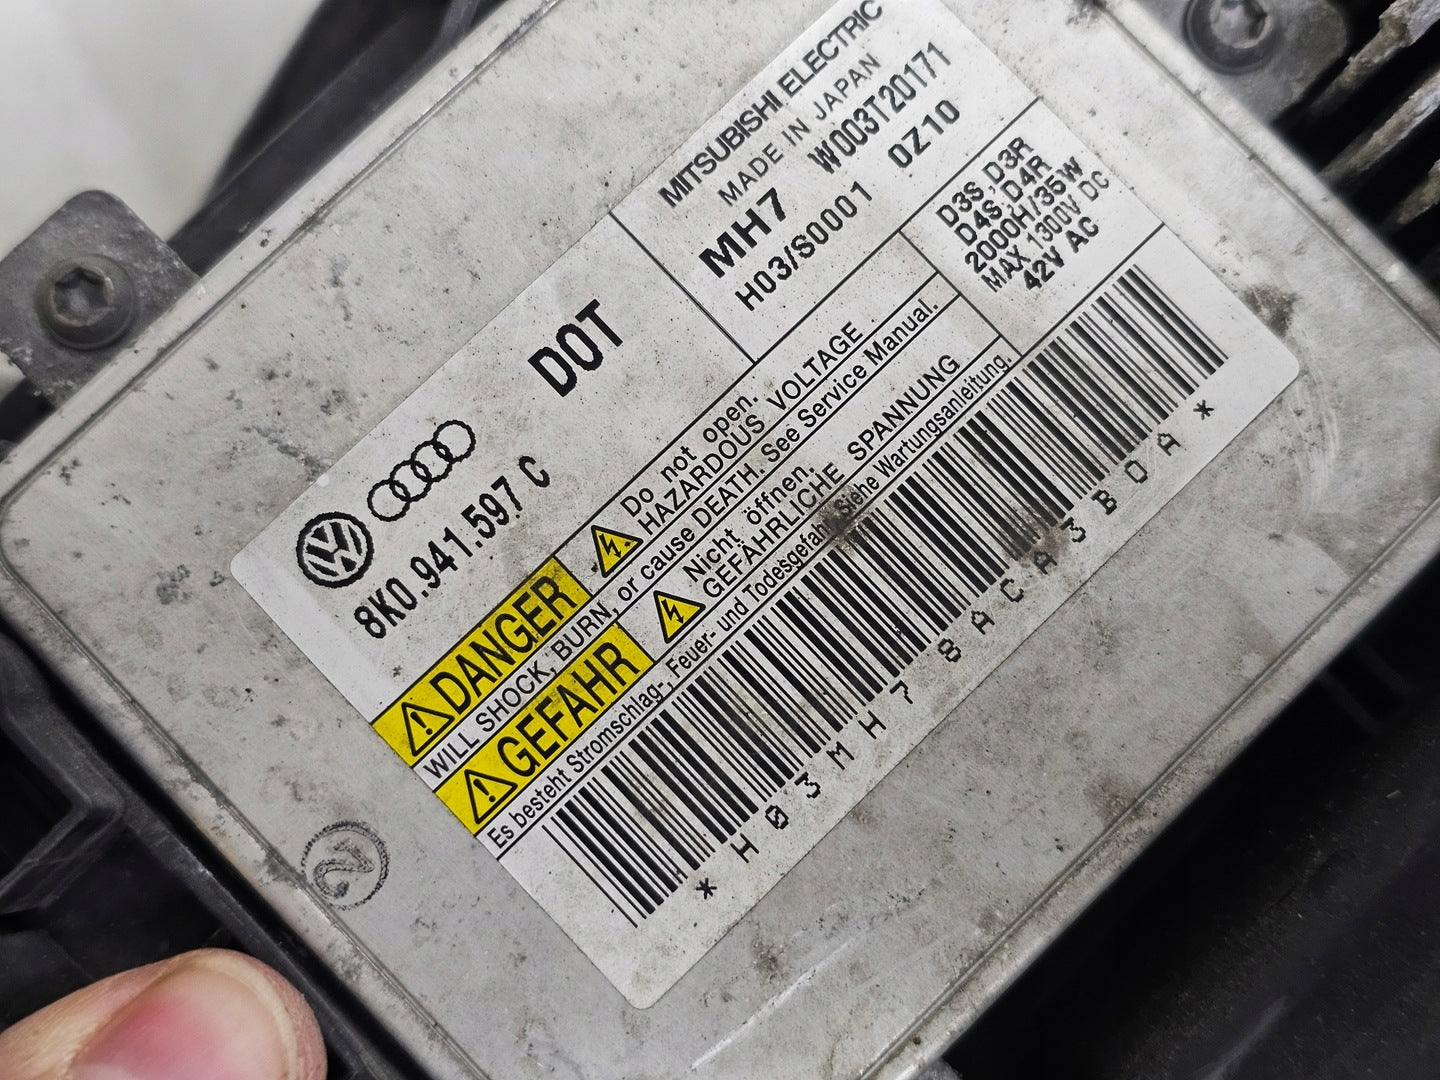 MITSUBISHI ELECTRIC
MADE IN JAPAN
MH7 W003T20171
H03/S0001 0Z10
D3S,D3R
D4S,D4R
2000H/35W
MAX 1300V DC
42V AC
DOT
8K0.941.597 C
DANGER
Do not open.
HAZARDOUS VOLTAGE
WILL SHOCK, BURN, or cause DEATH. See Service Manual.
GEFAHR
Nicht öffnen.
GEFÄHRLICHE SPANNUNG
Es besteht Stromschlag-, Feuer- und Todesgefahr. Siehe Wartungsanleitung.
*H03MH78ACA3BDA*
2